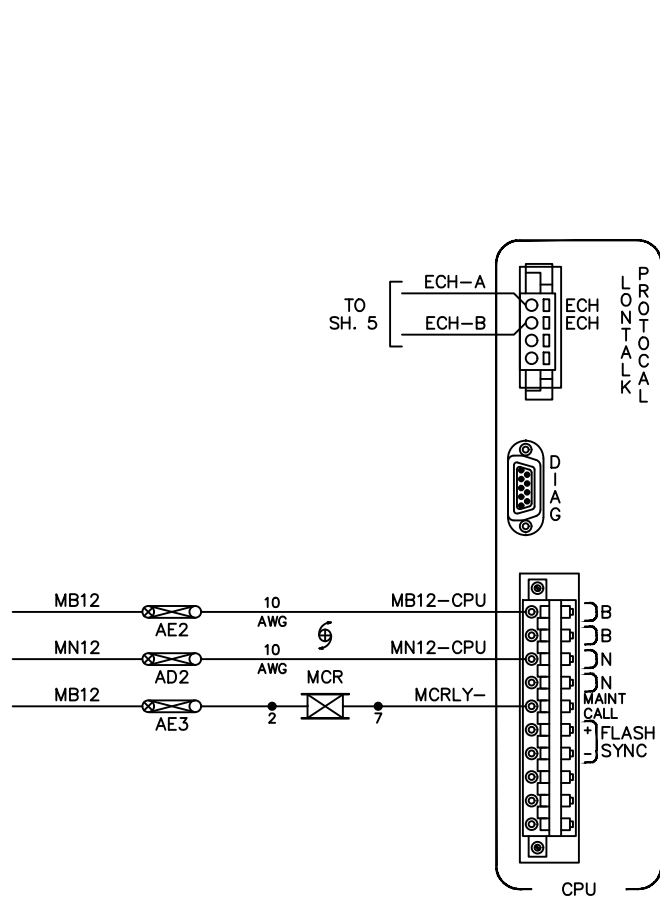 ECH-A
TO
SH. 5
ECH-B
ECH
ECH
LONTALK
PROTOCAL
DIAG
MB12
AE2
10
AWG
MB12-CPU
B
B
MN12
AD2
10
AWG
MN12-CPU
N
N
MB12
AE3
2
MCR
7
MCRLY-
MAINT
CALL
+ FLASH
- SYNC
CPU